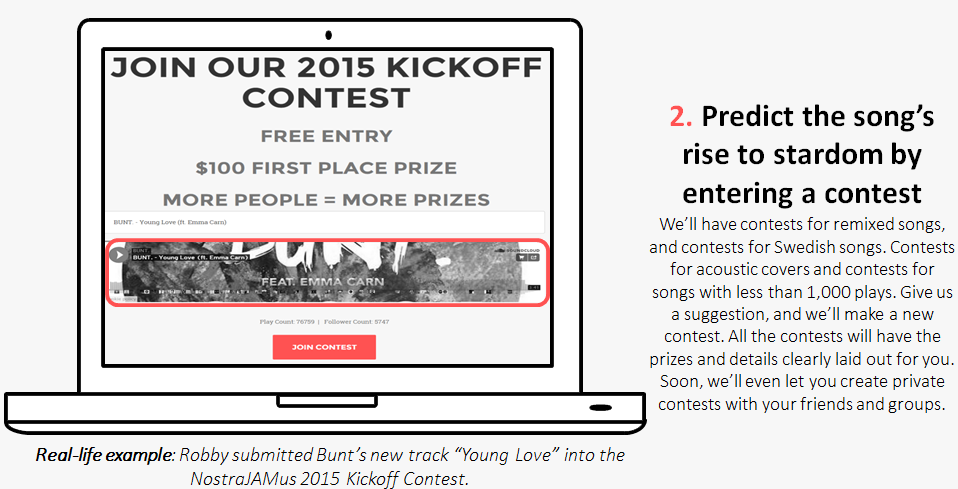 JOIN OUR 2015 KICKOFF
CONTEST
FREE ENTRY
$100 FIRST PLACE PRIZE
MORE PEOPLE = MORE PRIZES
BUNT. - Young Love (ft. Emma Carn)
BUNT.
BUNT. - Young Love (ft. Emma Carn)
SOUNDCLOUD
FEAT. EMMA CARN
Play Count: 76759 | Follower Count: 5747
JOIN CONTEST
Real-life example: Robby submitted Bunt’s new track “Young Love” into the
NostraJAMus 2015 Kickoff Contest.
2. Predict the song’s
rise to stardom by
entering a contest
We’ll have contests for remixed songs,
and contests for Swedish songs. Contests
for acoustic covers and contests for
songs with less than 1,000 plays. Give us
a suggestion, and we’ll make a new
contest. All the contests will have the
prizes and details clearly laid out for you.
Soon, we’ll even let you create private
contests with your friends and groups.